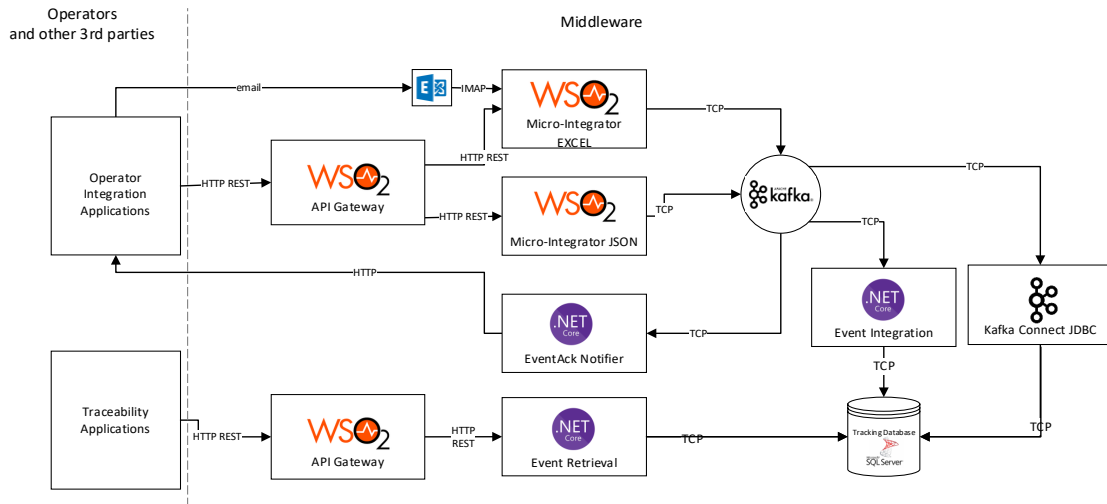 Operators
and other 3rd parties
Middleware
email
E
IMAP
WSO2
Micro-Integrator
EXCEL
TCP
HTTP REST
Operator
Integration
Applications
HTTP REST
WSO2
API Gateway
HTTP REST
WSO2
Micro-Integrator JSON
TCP
APACHE
kafka®
TCP
TCP
HTTP
.NET
Core
EventAck Notifier
TCP
.NET
Core
Event Integration
Kafka Connect JDBC
TCP
Traceability
Applications
HTTP REST
WSO2
API Gateway
HTTP
REST
.NET
Core
Event Retrieval
TCP
Tracking Database
SQL Server
TCP